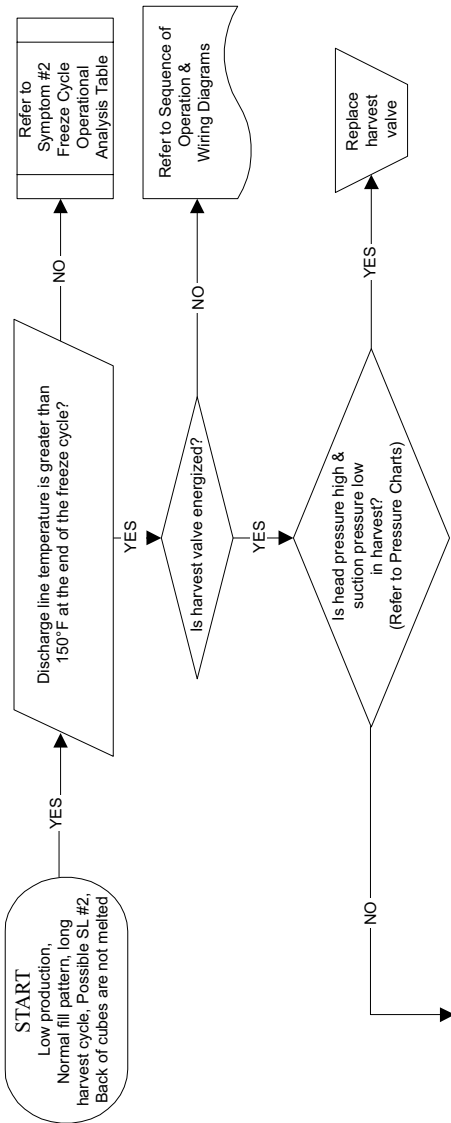 START
Low production,
Normal fill pattern, long
harvest cycle, Possible SL #2,
Back of cubes are not melted
YES
Discharge line temperature is greater than
150°F at the end of the freeze cycle?
NO
Refer to
Symptom #2
Freeze Cycle
Operational
Analysis Table
YES
Is harvest valve energized?
NO
Refer to Sequence of
Operation &
Wiring Diagrams
YES
Is head pressure high &
suction pressure low
in harvest?
(Refer to Pressure Charts)
YES
Replace
harvest
valve
NO